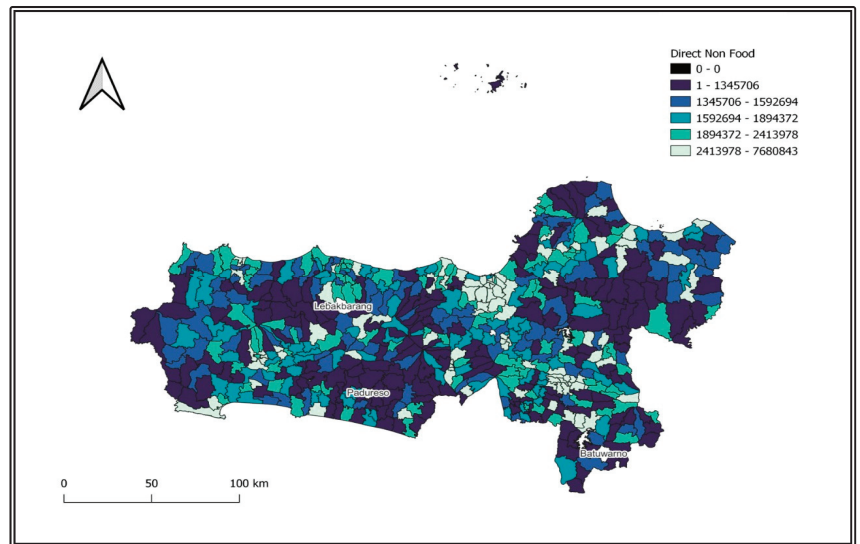 Direct Non Food
0 - 0
1 - 1345706
1345706 - 1592694
1592694 - 1894372
1894372 - 2413978
2413978 - 7680843
Lebakbarang
Padureso
Batuwarno
0 50 100 km